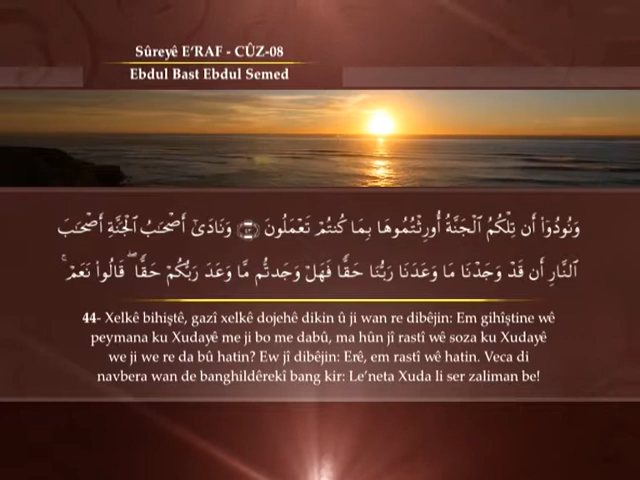 Sûreyê E'RAF - CÛZ-08
Ebdul Bast Ebdul Semed
وَنُودُوٓا۟ أَن تِلْكُمُ ٱلْجَنَّةُ أُورِثْتُمُوهَا بِمَا كُنتُمْ تَعْمَلُونَ ﴿٤٣﴾ وَنَادَىٰٓ أَصْحَٰبُ ٱلْجَنَّةِ أَصْحَٰبَ
ٱلنَّارِ أَن قَدْ وَجَدْنَا مَا وَعَدَنَا رَبُّنَا حَقًّا فَهَلْ وَجَدتُّم مَّا وَعَدَ رَبُّكُمْ حَقًّا ۖ قَالُوا۟ نَعَمْ ۚ
44- Xelkê bihiştê, gazî xelkê dojehê dikin û ji wan re dibêjin: Em gihîştine wê
peymana ku Xudayê me ji bo me dabû, ma hûn jî rastî wê soza ku Xudayê
we ji we re da bû hatin? Ew jî dibêjin: Erê, em rastî wê hatin. Veca di
navbera wan de banghildêrekî bang kir: Le'neta Xuda li ser zaliman be!